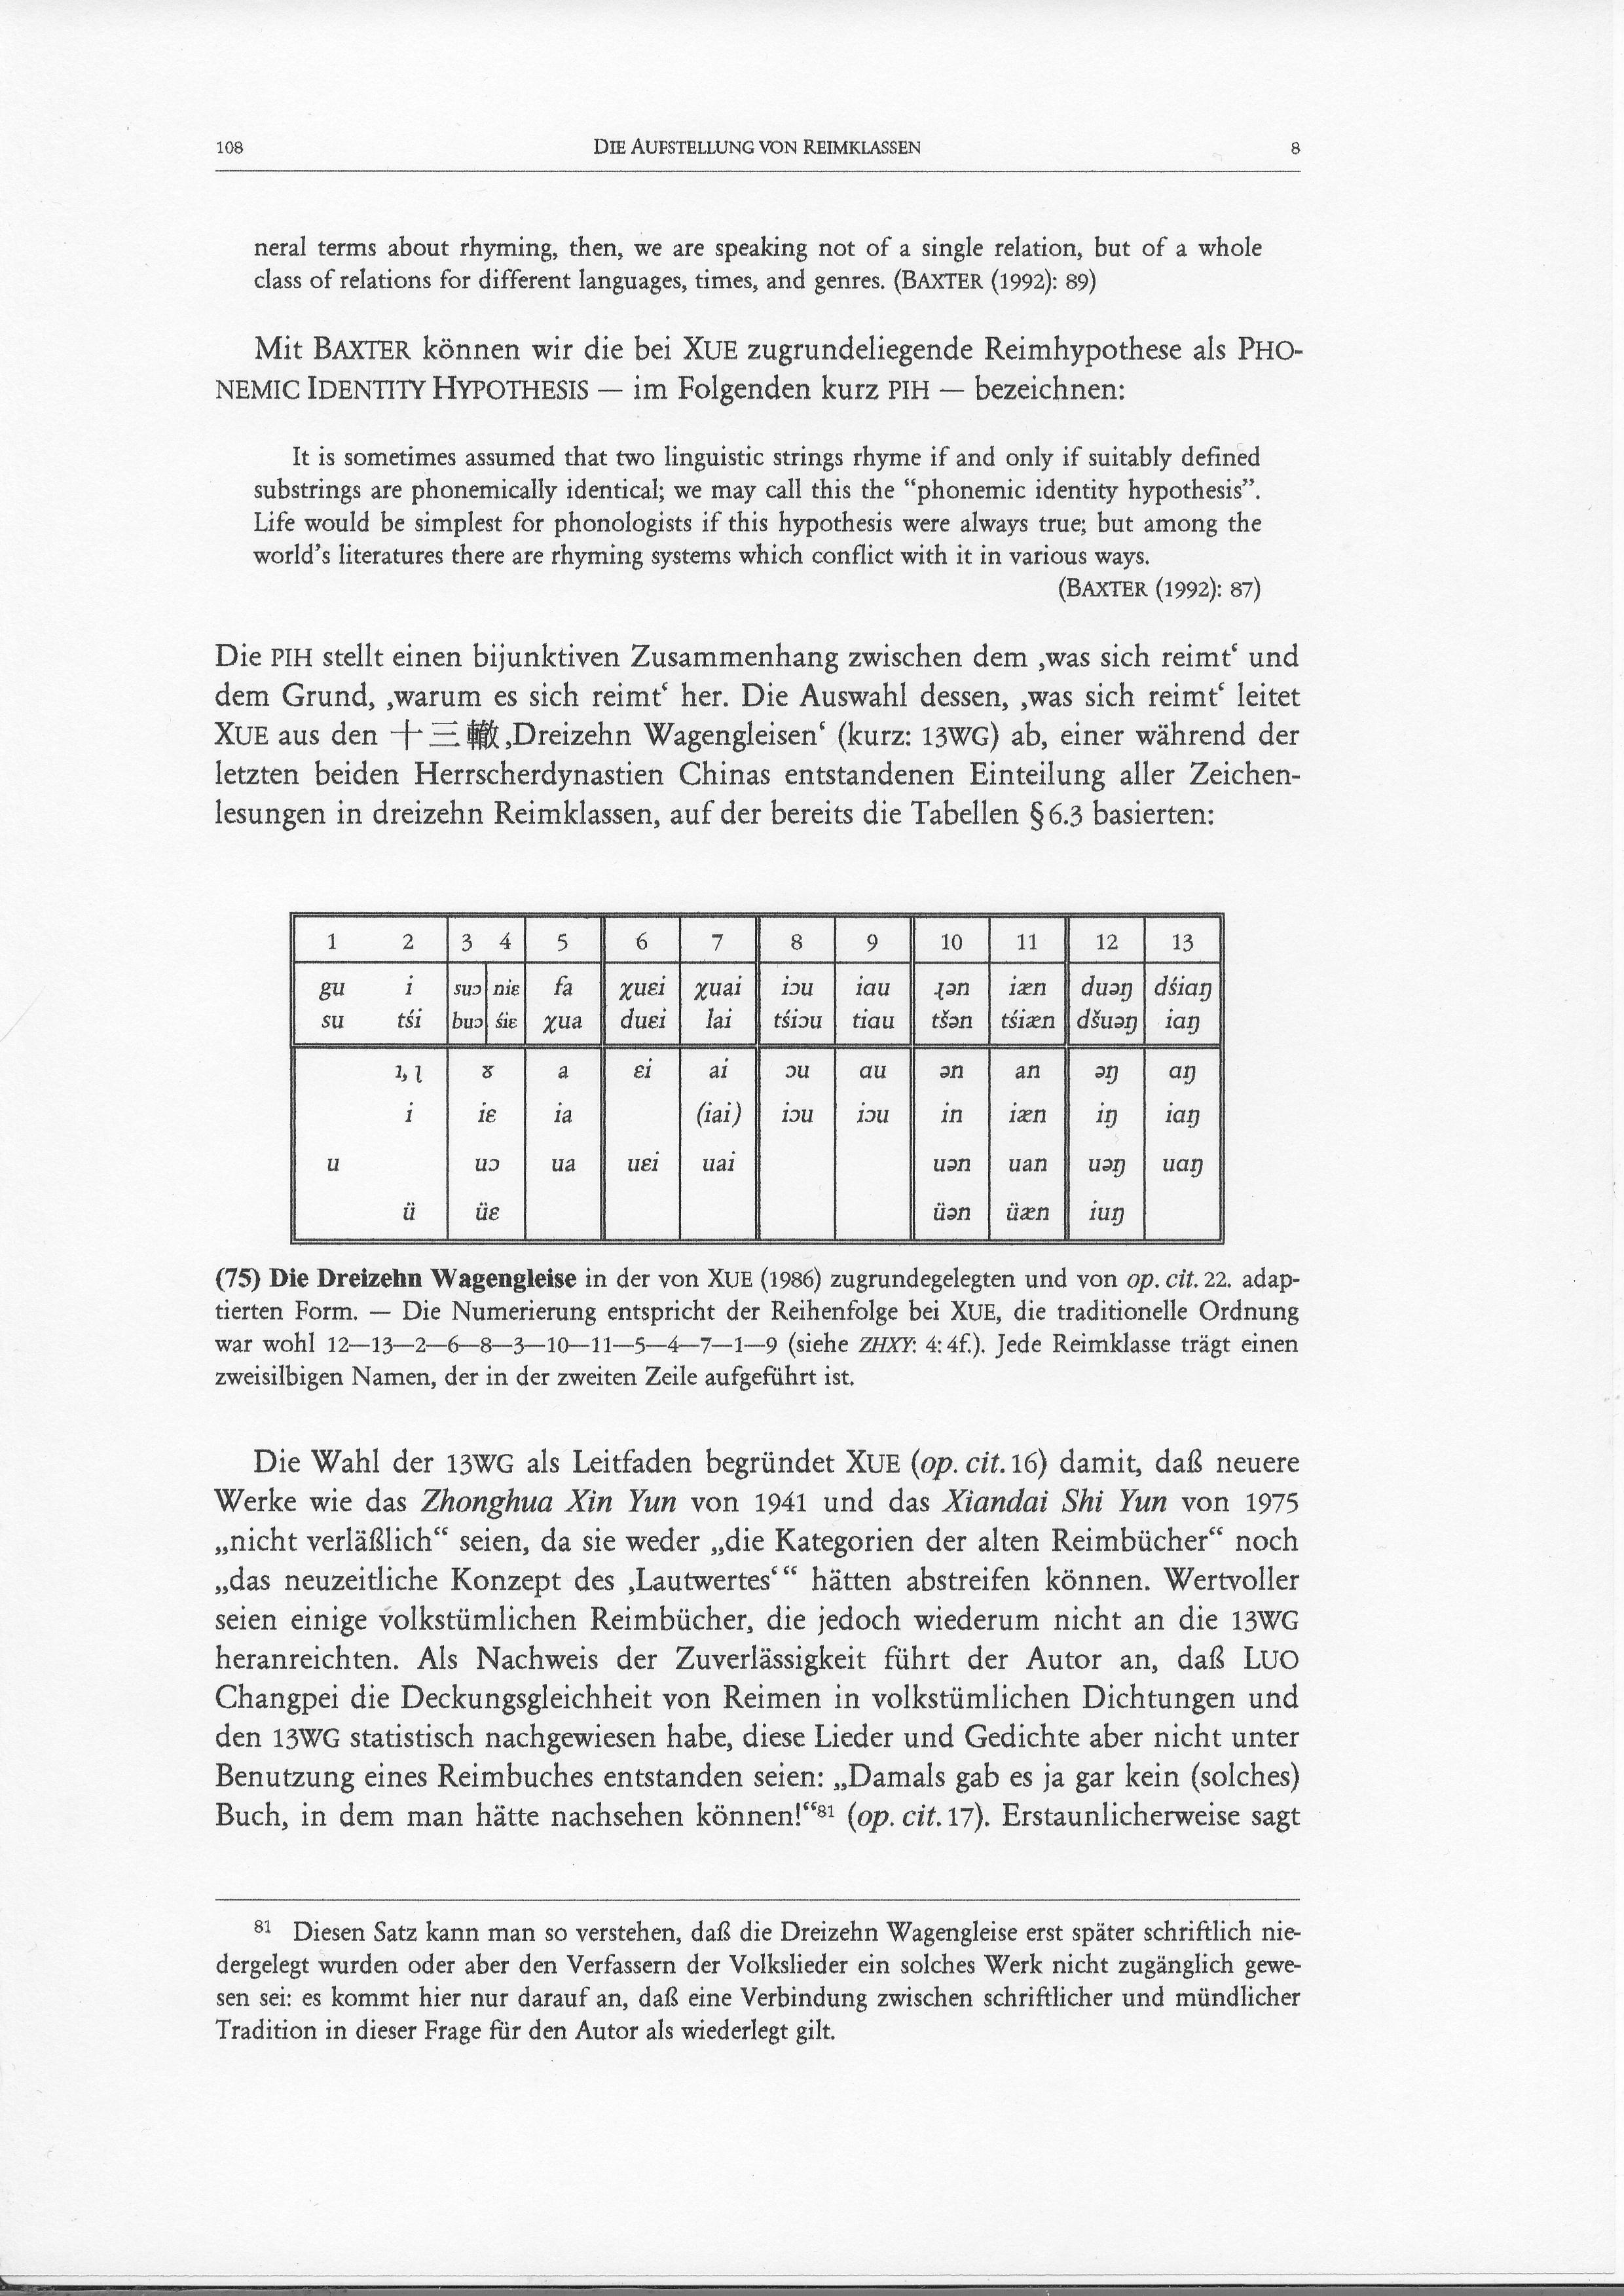 108 DIE AUFSTELLUNG VON REIMKLASSEN 8
neral terms about rhyming, then, we are speaking not of a single relation, but of a whole
class of relations for different languages, times, and genres. (BAXTER (1992): 89)
Mit BAXTER können wir die bei XUE zugrundeliegende Reimhypothese als PHO-
NEMIC IDENTITY HYPOTHESIS — im Folgenden kurz PIH — bezeichnen:
It is sometimes assumed that two linguistic strings rhyme if and only if suitably defined
substrings are phonemically identical; we may call this the “phonemic identity hypothesis”.
Life would be simplest for phonologists if this hypothesis were always true; but among the
world’s literatures there are rhyming systems which conflict with it in various ways.
(BAXTER (1992): 87)
Die PIH stellt einen bijunktiven Zusammenhang zwischen dem ‚was sich reimt‘ und
dem Grund, ‚warum es sich reimt‘ her. Die Auswahl dessen, ‚was sich reimt‘ leitet
XUE aus den 十三轍 ‚Dreizehn Wagengleisen‘ (kurz: 13WG) ab, einer während der
letzten beiden Herrscherdynastien Chinas entstandenen Einteilung aller Zeichen-
lesungen in dreizehn Reimklassen, auf der bereits die Tabellen §6.3 basierten:
1 2 3 4 5 6 7 8 9 10 11 12 13
gu i suɔ niɛ fa χuɛi χuai iɔu iau ɻən iæn duəŋ dśiaŋ
su tśi buɔ śiɛ χua duɛi lai tśiɔu tiau tšən tśiæn dšuəŋ iaŋ
ɿ, ʅ ɤ a ɛi ai ɔu au ən an əŋ aŋ
i iɛ ia (iai) iɔu iɔu in iæn iŋ iaŋ
u uɔ ua uɛi uai uən uan uəŋ uaŋ
ü üɛ üən üæn iuŋ
(75) Die Dreizehn Wagengleise in der von XUE (1986) zugrundegelegten und von op. cit. 22. adap-
tierten Form. — Die Numerierung entspricht der Reihenfolge bei XUE, die traditionelle Ordnung
war wohl 12—13—2—6—8—3—10—11—5—4—7—1—9 (siehe ZHXY: 4: 4f.). Jede Reimklasse trägt einen
zweisilbigen Namen, der in der zweiten Zeile aufgeführt ist.
Die Wahl der 13WG als Leitfaden begründet XUE (op. cit. 16) damit, daß neuere
Werke wie das Zhonghua Xin Yun von 1941 und das Xiandai Shi Yun von 1975
„nicht verläßlich“ seien, da sie weder „die Kategorien der alten Reimbücher“ noch
„das neuzeitliche Konzept des ‚Lautwertes‘“ hätten abstreifen können. Wertvoller
seien einige volkstümlichen Reimbücher, die jedoch wiederum nicht an die 13WG
heranreichten. Als Nachweis der Zuverlässigkeit führt der Autor an, daß LUO
Changpei die Deckungsgleichheit von Reimen in volkstümlichen Dichtungen und
den 13WG statistisch nachgewiesen habe, diese Lieder und Gedichte aber nicht unter
Benutzung eines Reimbuches entstanden seien: „Damals gab es ja gar kein (solches)
Buch, in dem man hätte nachsehen können!“81 (op. cit. 17). Erstaunlicherweise sagt
81 Diesen Satz kann man so verstehen, daß die Dreizehn Wagengleise erst später schriftlich nie-
dergelegt wurden oder aber den Verfassern der Volkslieder ein solches Werk nicht zugänglich gewe-
sen sei: es kommt hier nur darauf an, daß eine Verbindung zwischen schriftlicher und mündlicher
Tradition in dieser Frage für den Autor als wiederlegt gilt.